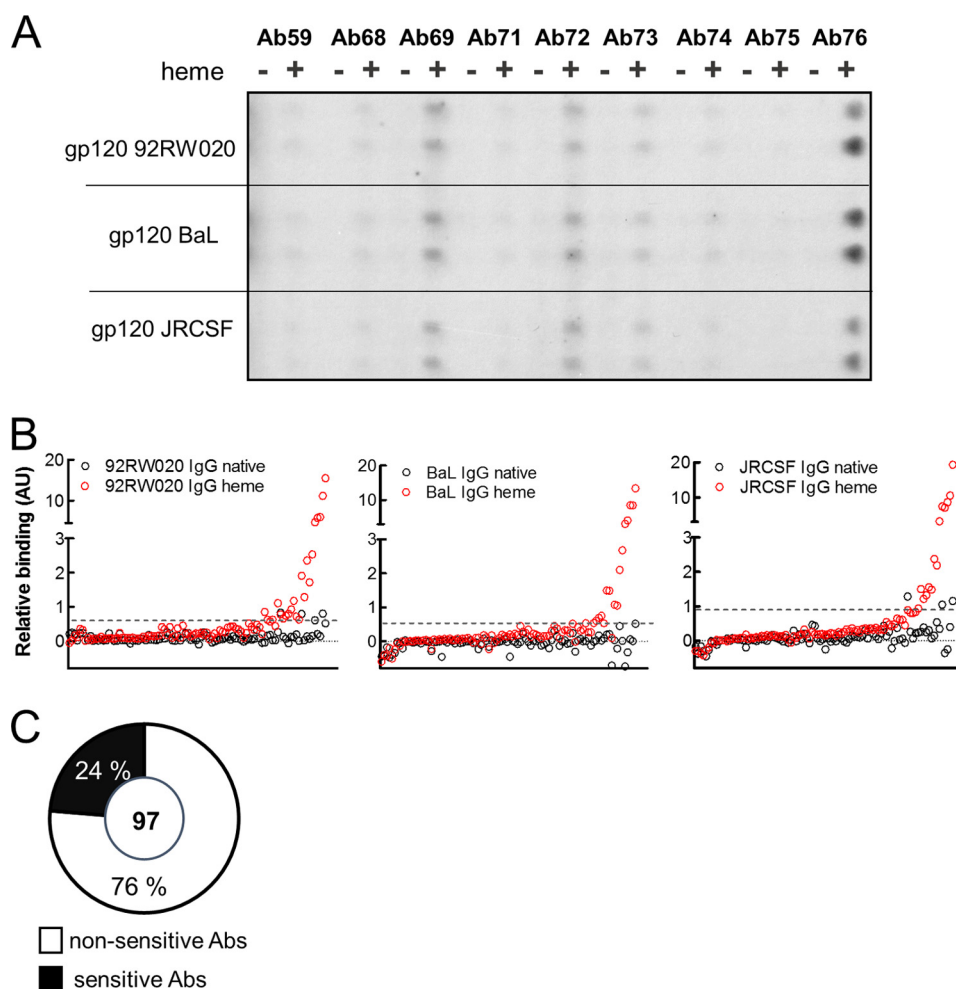 A
Ab59 Ab68 Ab69 Ab71 Ab72 Ab73 Ab74 Ab75 Ab76
heme - + - + - + - + - + - + - + - + - +
gp120 92RW020
gp120 BaL
gp120 JRCSF
B
Relative binding (AU)
20
10
3
2
1
0
92RW020 IgG native
92RW020 IgG heme
20
10
3
2
1
0
BaL IgG native
BaL IgG heme
20
10
3
2
1
0
JRCSF IgG native
JRCSF IgG heme
C
24 %
97
76 %
non-sensitive Abs
sensitive Abs